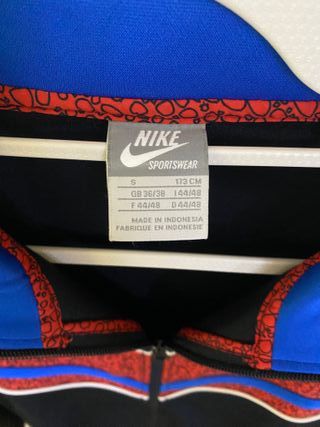 NIKE
SPORTSWEAR
S 173 CM
GB 36/38 I 44/48
F 44/48 D 44/48
MADE IN INDONESIA
FABRIQUE EN INDONESIE